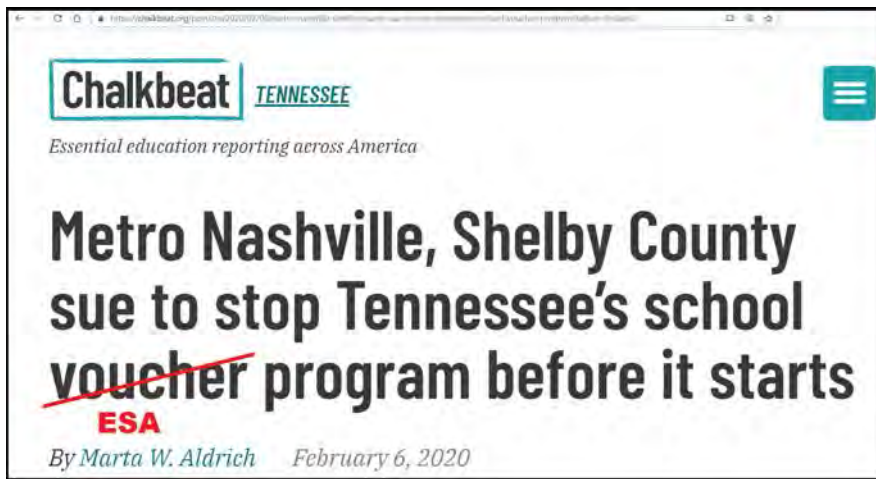 Chalkbeat TENNESSEE
Essential education reporting across America
Metro Nashville, Shelby County
sue to stop Tennessee's school
voucher program before it starts
ESA
By Marta W. Aldrich February 6, 2020